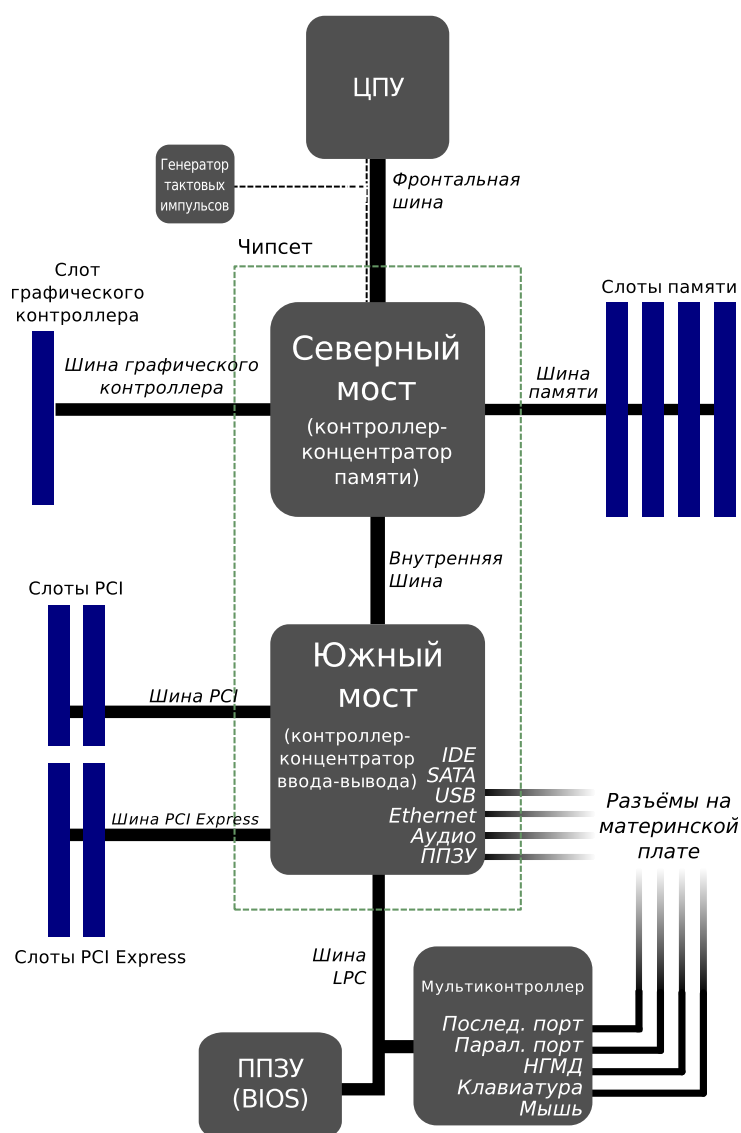 ЦПУ
Генератор
тактовых
импульсов
Фронтальная
шина
Чипсет
Слот
графического
контроллера
Слоты памяти
Шина графического
контроллера
Северный
мост
(контроллер-
концентратор
памяти)
Шина
памяти
Внутренняя
Шина
Слоты PCI
Южный
мост
(контроллер-
концентратор
ввода-вывода)
Шина PCI
IDE
SATA
USB
Ethernet
Аудио
ППЗУ
Разъёмы на
материнской
плате
Шина PCI Express
Слоты PCI Express
Шина
LPC
Мультиконтроллер
Послед. порт
Парал. порт
НГМД
Клавиатура
Мышь
ППЗУ
(BIOS)